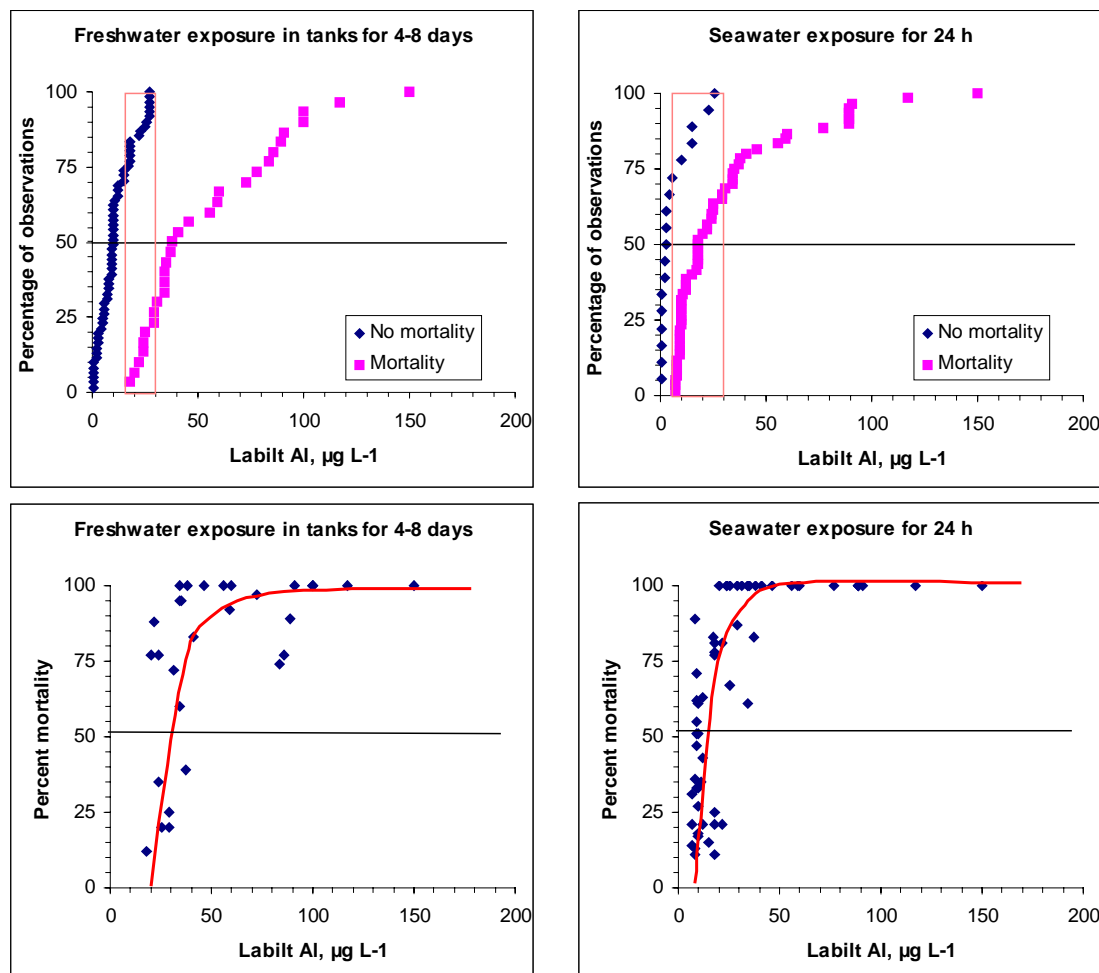 Freshwater exposure in tanks for 4-8 days
Percentage of observations
100
75
50
25
0
No mortality
Mortality
0 50 100 150 200
Labilt Al, µg L-1
Seawater exposure for 24 h
Percentage of observations
100
75
50
25
0
No mortality
Mortality
0 50 100 150 200
Labilt Al, µg L-1
Freshwater exposure in tanks for 4-8 days
Percent mortality
100
75
50
25
0
0 50 100 150 200
Labilt Al, µg L-1
Seawater exposure for 24 h
Percent mortality
100
75
50
25
0
0 50 100 150 200
Labilt Al, µg L-1